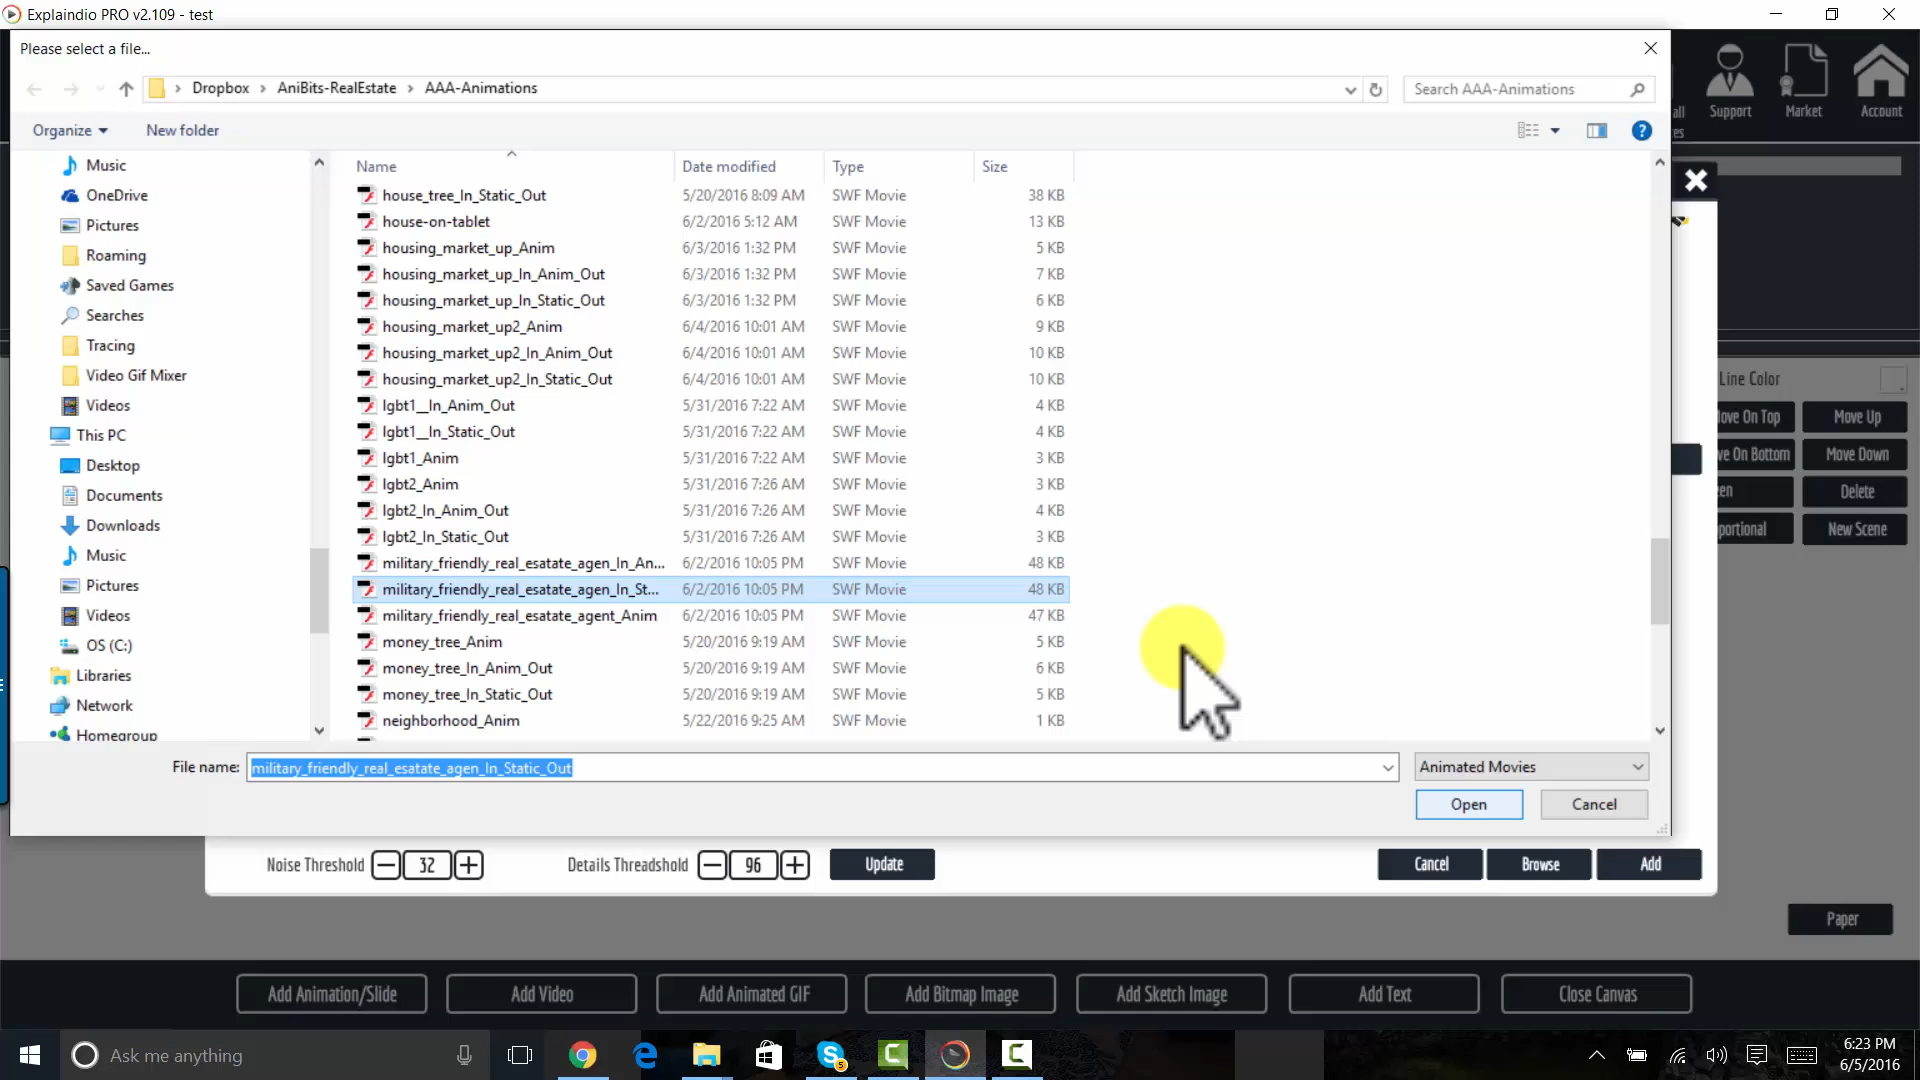 Explaindio PRO v2.109 - test
Please select a file...
Dropbox > AniBits-RealEstate > AAA-Animations
Search AAA-Animations
Support
Market
Account
Organize
New folder
Music
OneDrive
Pictures
Roaming
Saved Games
Searches
Tracing
Video Gif Mixer
Videos
This PC
Desktop
Documents
Downloads
Music
Pictures
Videos
OS (C:)
Libraries
Network
Homegroup
Name Date modified Type Size
house_tree_In_Static_Out 5/20/2016 8:09 AM SWF Movie 38 KB
house-on-tablet 6/2/2016 5:12 AM SWF Movie 13 KB
housing_market_up_Anim 6/3/2016 1:32 PM SWF Movie 5 KB
housing_market_up_In_Anim_Out 6/3/2016 1:32 PM SWF Movie 7 KB
housing_market_up_In_Static_Out 6/3/2016 1:32 PM SWF Movie 6 KB
housing_market_up2_Anim 6/4/2016 10:01 AM SWF Movie 9 KB
housing_market_up2_In_Anim_Out 6/4/2016 10:01 AM SWF Movie 10 KB
housing_market_up2_In_Static_Out 6/4/2016 10:01 AM SWF Movie 10 KB
lgbt1__In_Anim_Out 5/31/2016 7:22 AM SWF Movie 4 KB
lgbt1__In_Static_Out 5/31/2016 7:22 AM SWF Movie 4 KB
lgbt1_Anim 5/31/2016 7:22 AM SWF Movie 3 KB
lgbt2_Anim 5/31/2016 7:26 AM SWF Movie 3 KB
lgbt2_In_Anim_Out 5/31/2016 7:26 AM SWF Movie 4 KB
lgbt2_In_Static_Out 5/31/2016 7:26 AM SWF Movie 3 KB
military_friendly_real_esatate_agen_In_An... 6/2/2016 10:05 PM SWF Movie 48 KB
military_friendly_real_esatate_agen_In_St... 6/2/2016 10:05 PM SWF Movie 48 KB
military_friendly_real_esatate_agent_Anim 6/2/2016 10:05 PM SWF Movie 47 KB
money_tree_Anim 5/20/2016 9:19 AM SWF Movie 5 KB
money_tree_In_Anim_Out 5/20/2016 9:19 AM SWF Movie 6 KB
money_tree_In_Static_Out 5/20/2016 9:19 AM SWF Movie 5 KB
neighborhood_Anim 5/22/2016 9:25 AM SWF Movie 1 KB
Line Color
ove On Top Move Up
ve On Bottom Move Down
een Delete
portional New Scene
File name: military_friendly_real_esatate_agen_In_Static_Out
Animated Movies
Open Cancel
Noise Threshold 32 Details Threadshold 96 Update Cancel Browse Add
Paper
Add Animation/Slide Add Video Add Animated GIF Add Bitmap Image Add Sketch Image Add Text Close Canvas
Ask me anything
5
6:23 PM
6/5/2016